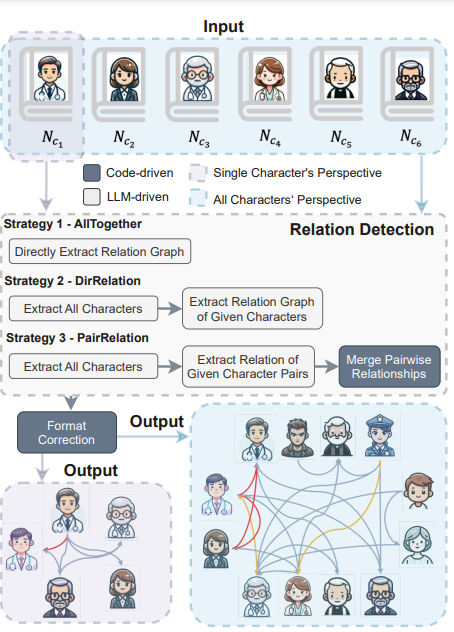 Input
N_{c_1} N_{c_2} N_{c_3} N_{c_4} N_{c_5} N_{c_6}
Code-driven
Single Character's Perspective
LLM-driven
All Characters' Perspective
Strategy 1 - AllTogether
Relation Detection
Directly Extract Relation Graph
Strategy 2 - DirRelation
Extract All Characters
Extract Relation Graph
of Given Characters
Strategy 3 - PairRelation
Extract All Characters
Extract Relation of
Given Character Pairs
Merge Pairwise
Relationships
Format
Correction
Output
Output